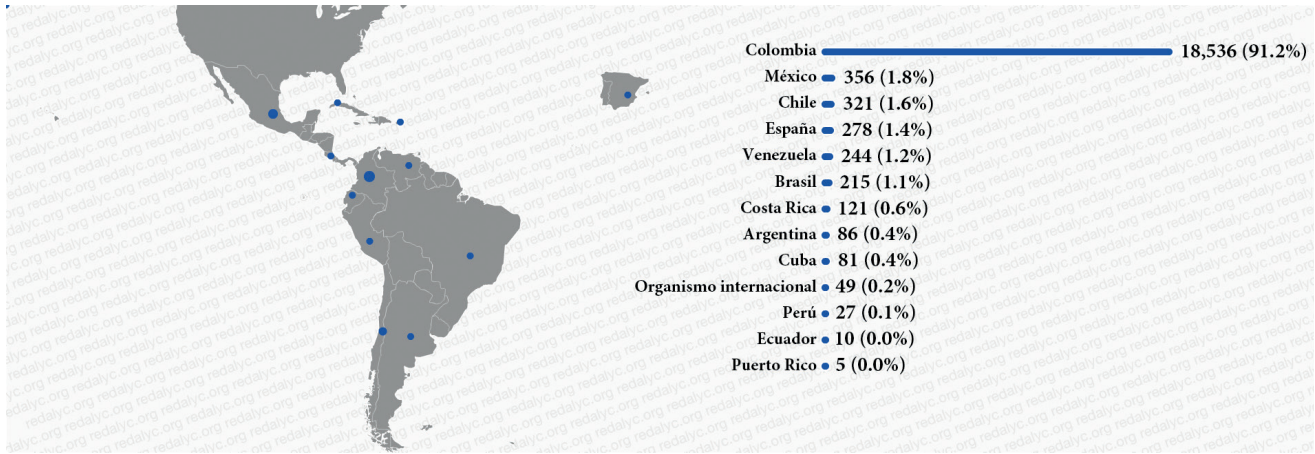 Colombia 18,536 (91.2%)
México 356 (1.8%)
Chile 321 (1.6%)
España 278 (1.4%)
Venezuela 244 (1.2%)
Brasil 215 (1.1%)
Costa Rica 121 (0.6%)
Argentina 86 (0.4%)
Cuba 81 (0.4%)
Organismo internacional 49 (0.2%)
Perú 27 (0.1%)
Ecuador 10 (0.0%)
Puerto Rico 5 (0.0%)
redalyc.org